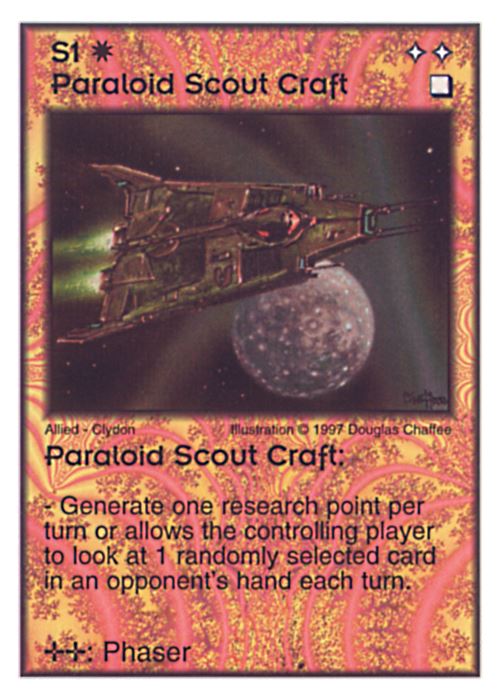 S1
Paraloid Scout Craft
Allied - Clydon
Illustration © 1997 Douglas Chaffee
Paraloid Scout Craft:
- Generate one research point per
turn or allows the controlling player
to look at 1 randomly selected card
in an opponent's hand each turn.
: Phaser